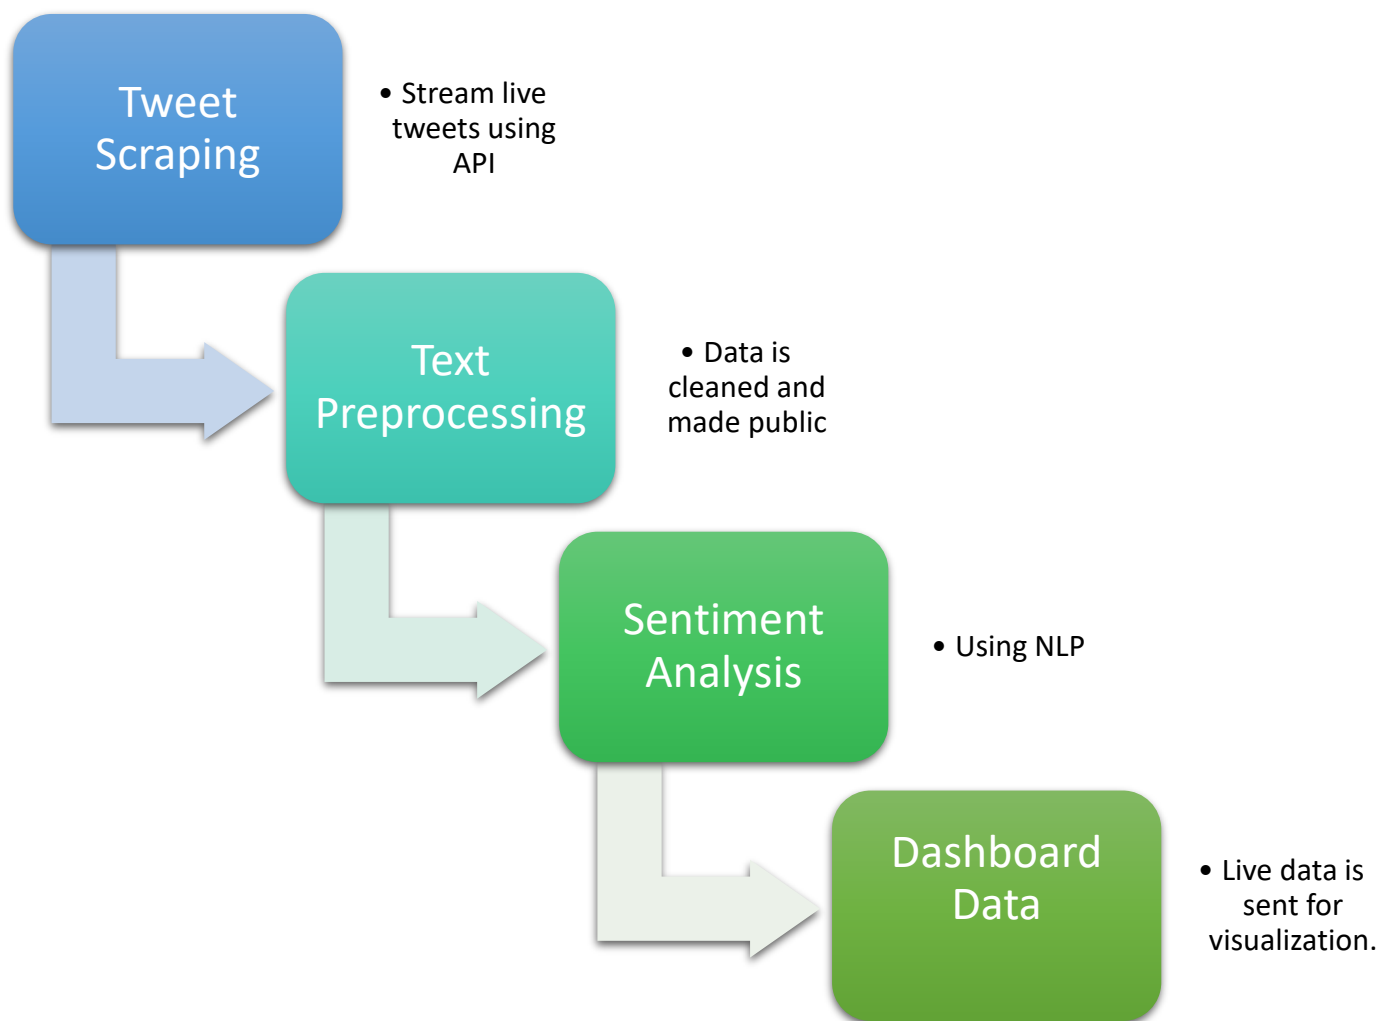 Tweet
Scraping
• Stream live
tweets using
API
Text
Preprocessing
• Data is
cleaned and
made public
Sentiment
Analysis
• Using NLP
Dashboard
Data
• Live data is
sent for
visualization.